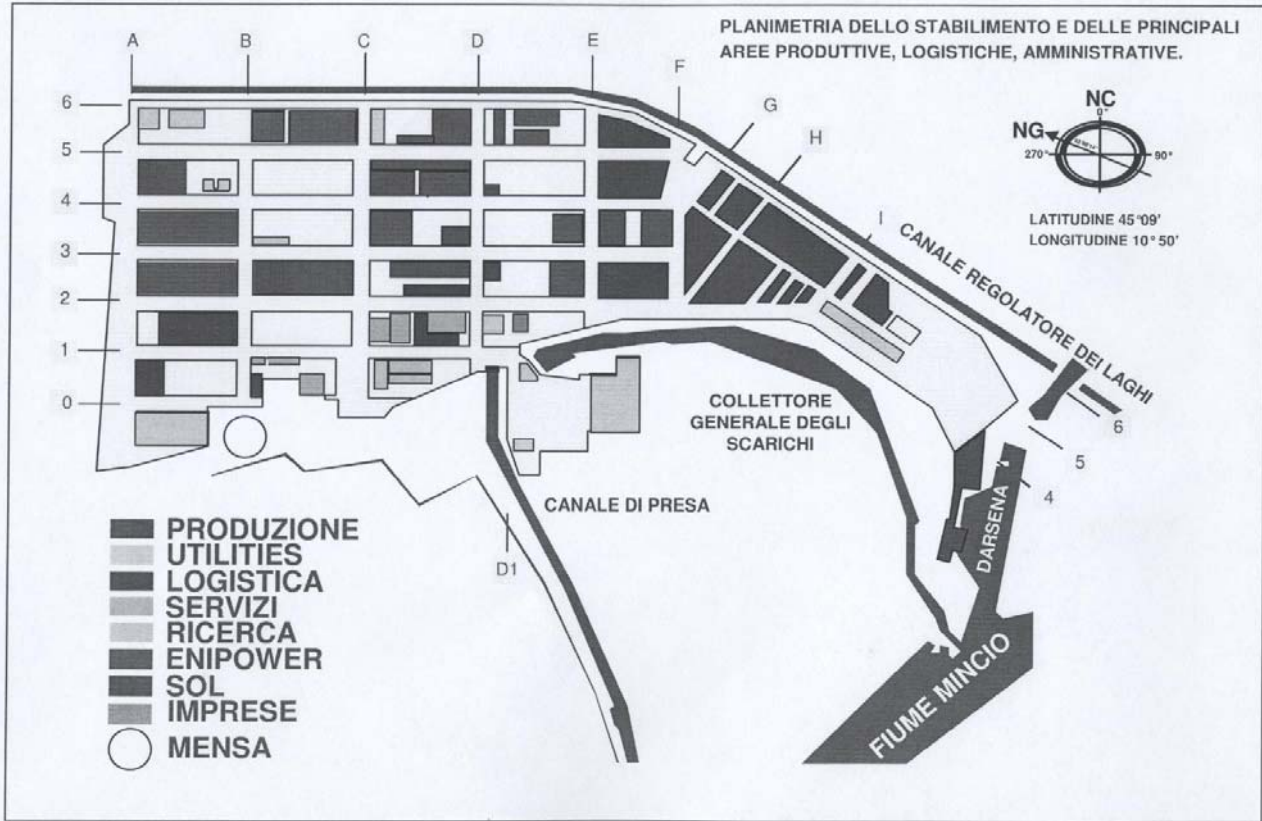 PLANIMETRIA DELLO STABILIMENTO E DELLE PRINCIPALI
AREE PRODUTTIVE, LOGISTICHE, AMMINISTRATIVE.
A
B
C
D
E
F
G
H
I
6
5
4
3
2
1
0
NC
0°
NG
270°
90°
LATITUDINE 45°09'
LONGITUDINE 10°50'
CANALE REGOLATORE DEI LAGHI
6
5
4
COLLETTORE
GENERALE DEGLI
SCARICHI
CANALE DI PRESA
D1
DARSENA
FIUME MINCIO
PRODUZIONE
UTILITIES
LOGISTICA
SERVIZI
RICERCA
ENIPOWER
SOL
IMPRESE
MENSA